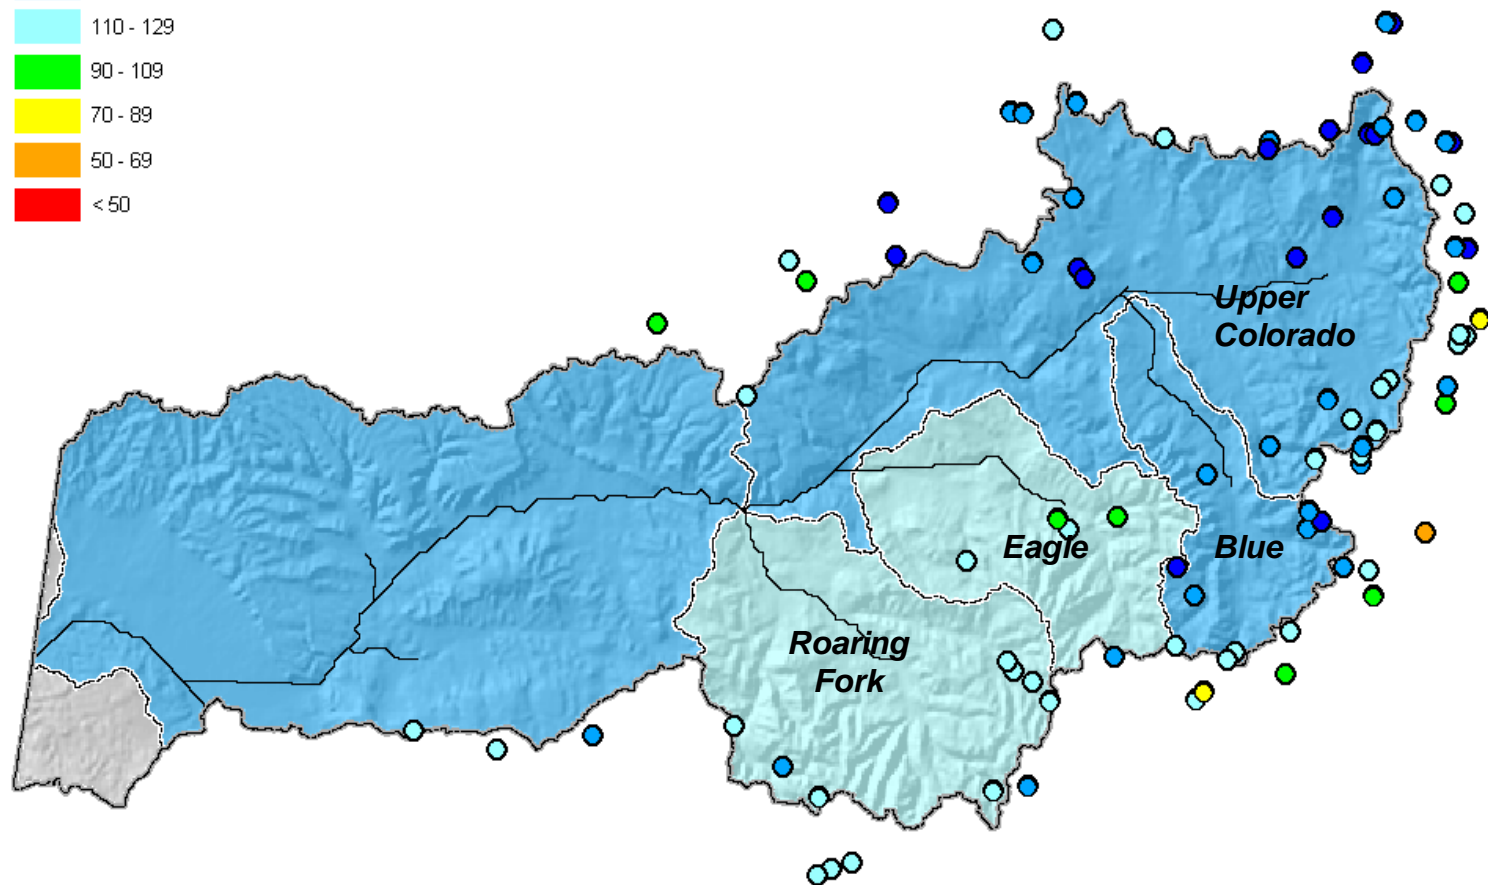 110 - 129
90 - 109
70 - 89
50 - 69
< 50
Upper
Colorado
Eagle
Blue
Roaring
Fork